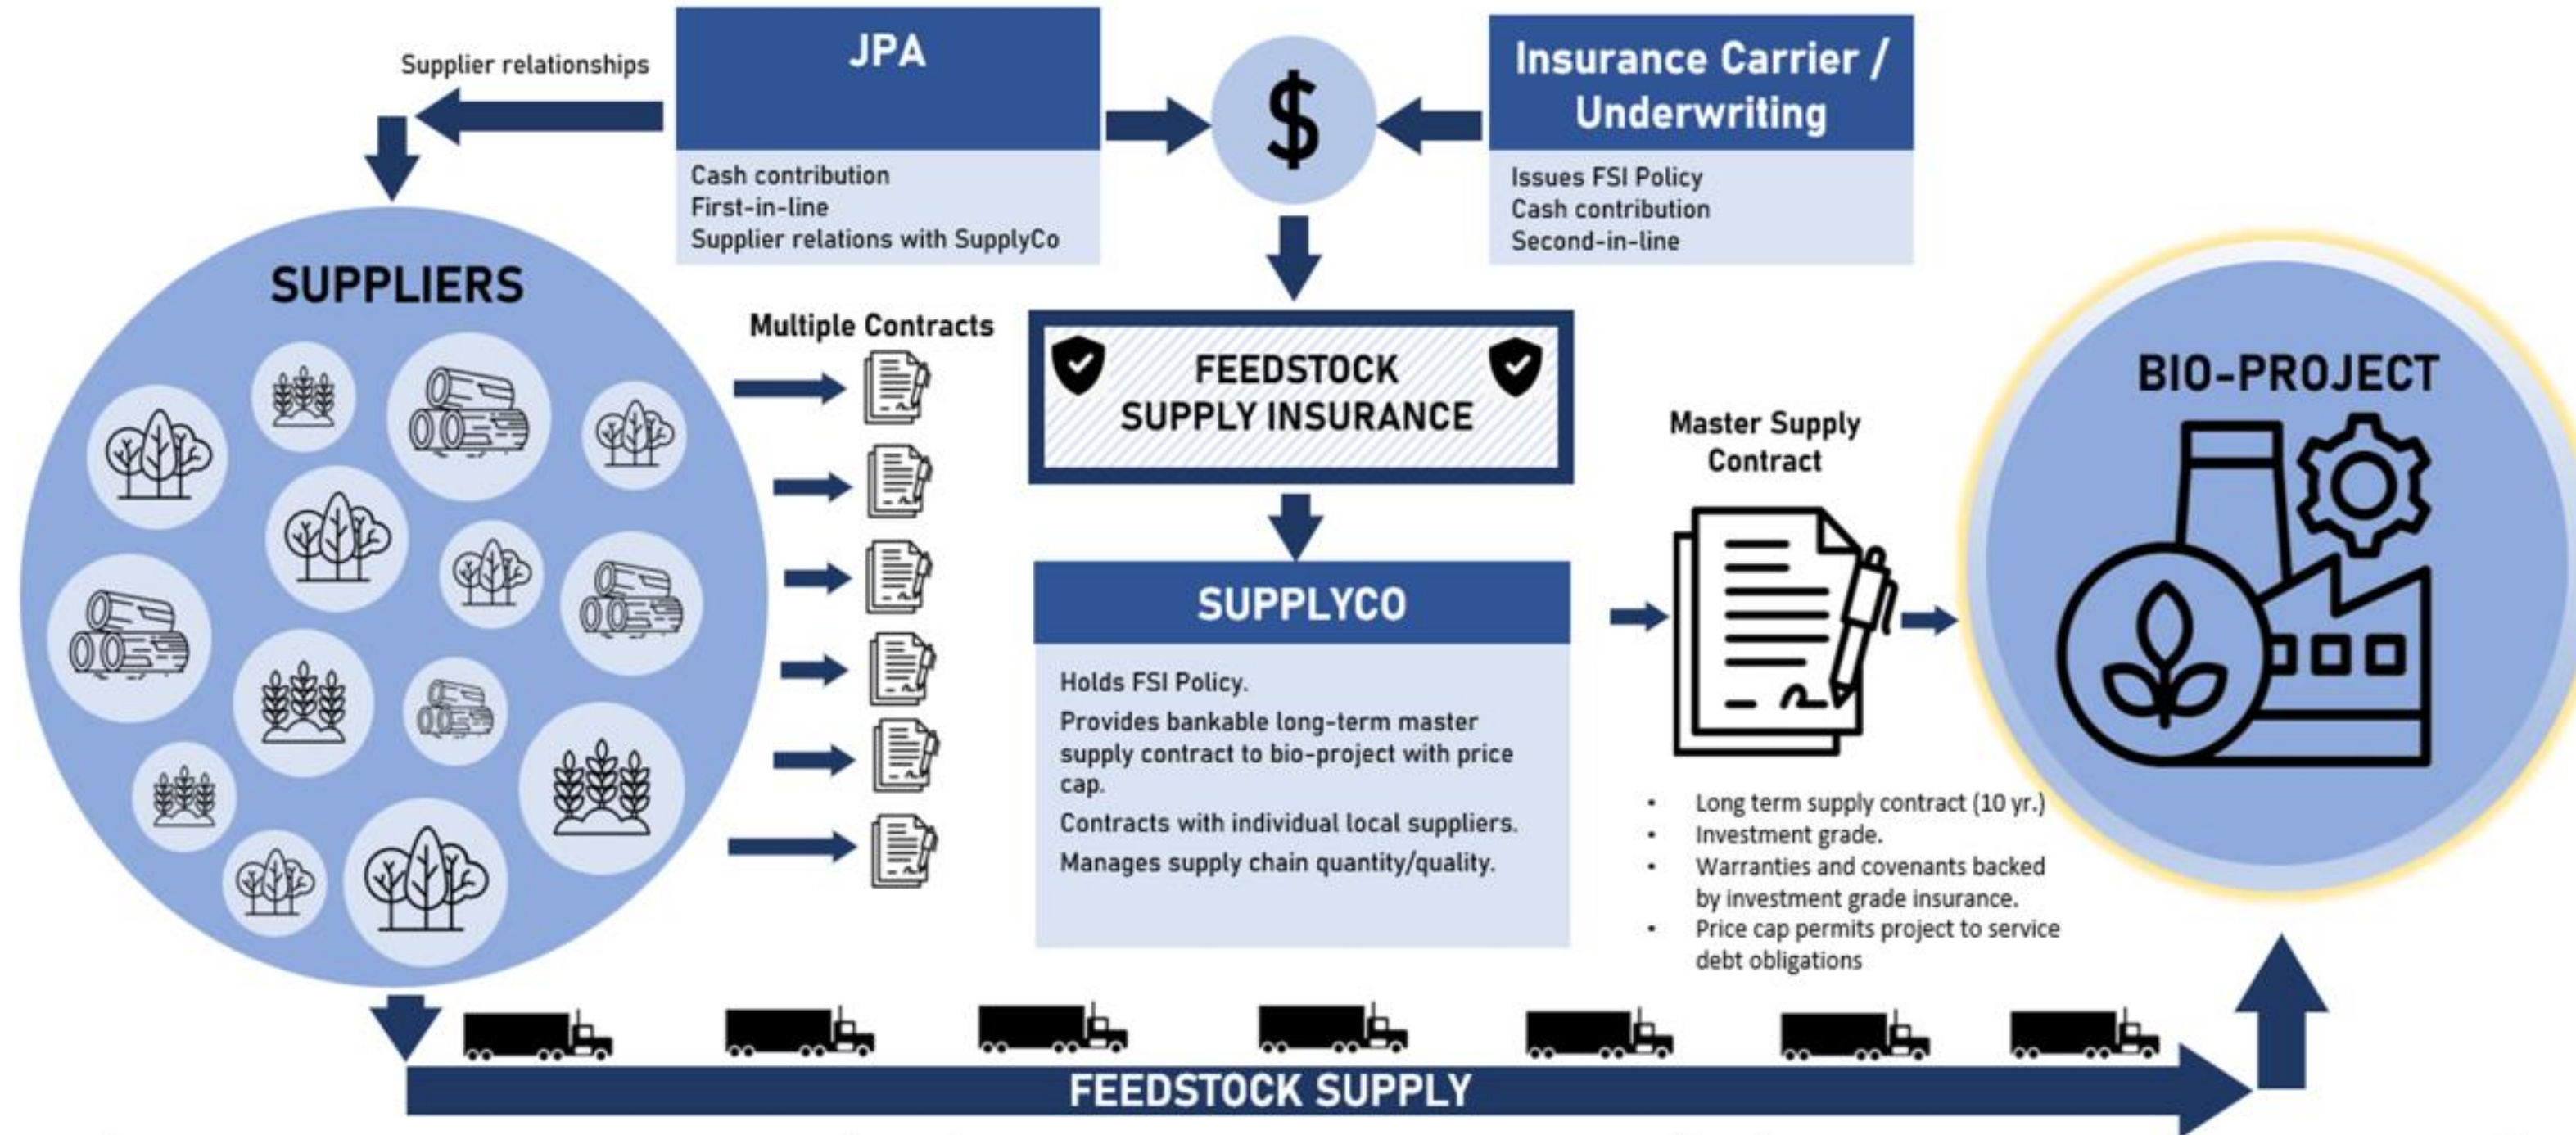 Supplier relationships
JPA
Cash contribution
First-in-line
Supplier relations with SupplyCo
$
Insurance Carrier /
Underwriting
Issues FSI Policy
Cash contribution
Second-in-line
SUPPLIERS
Multiple Contracts
FEEDSTOCK
SUPPLY INSURANCE
SUPPLYCO
Holds FSI Policy.
Provides bankable long-term master
supply contract to bio-project with price
cap.
Contracts with individual local suppliers.
Manages supply chain quantity/quality.
Master Supply
Contract
• Long term supply contract (10 yr.)
• Investment grade.
• Warranties and covenants backed
by investment grade insurance.
• Price cap permits project to service
debt obligations
BIO-PROJECT
FEEDSTOCK SUPPLY